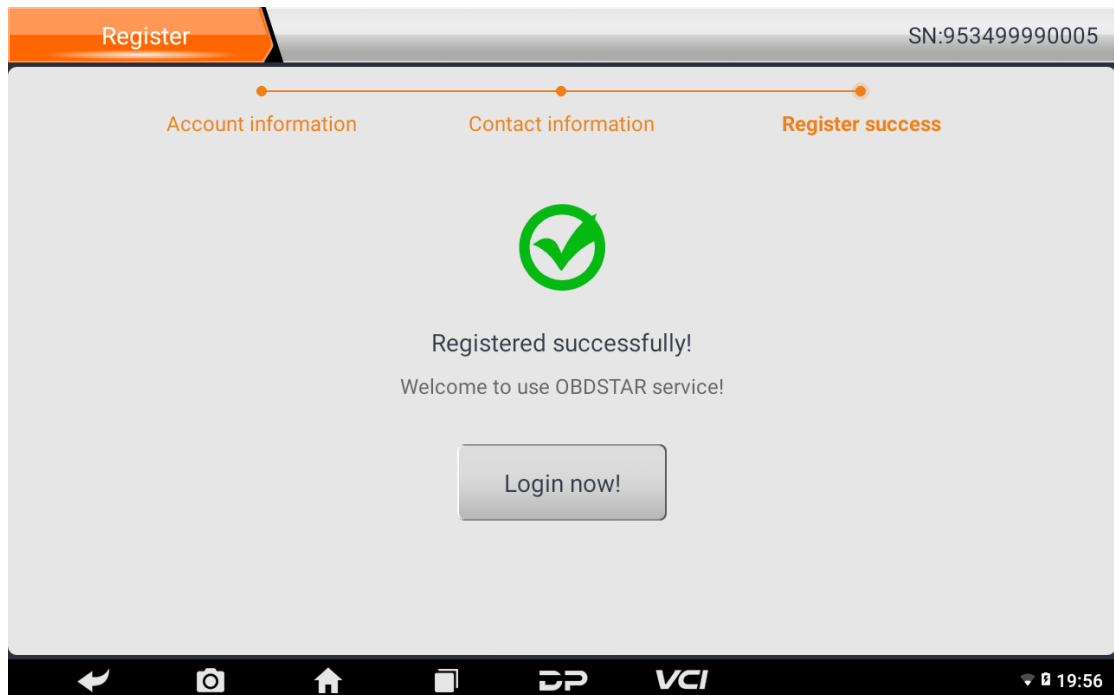 Register
SN:953499990005
Account information
Contact information
Register success
Registered successfully!
Welcome to use OBDSTAR service!
Login now!
DP
VCI
19:56